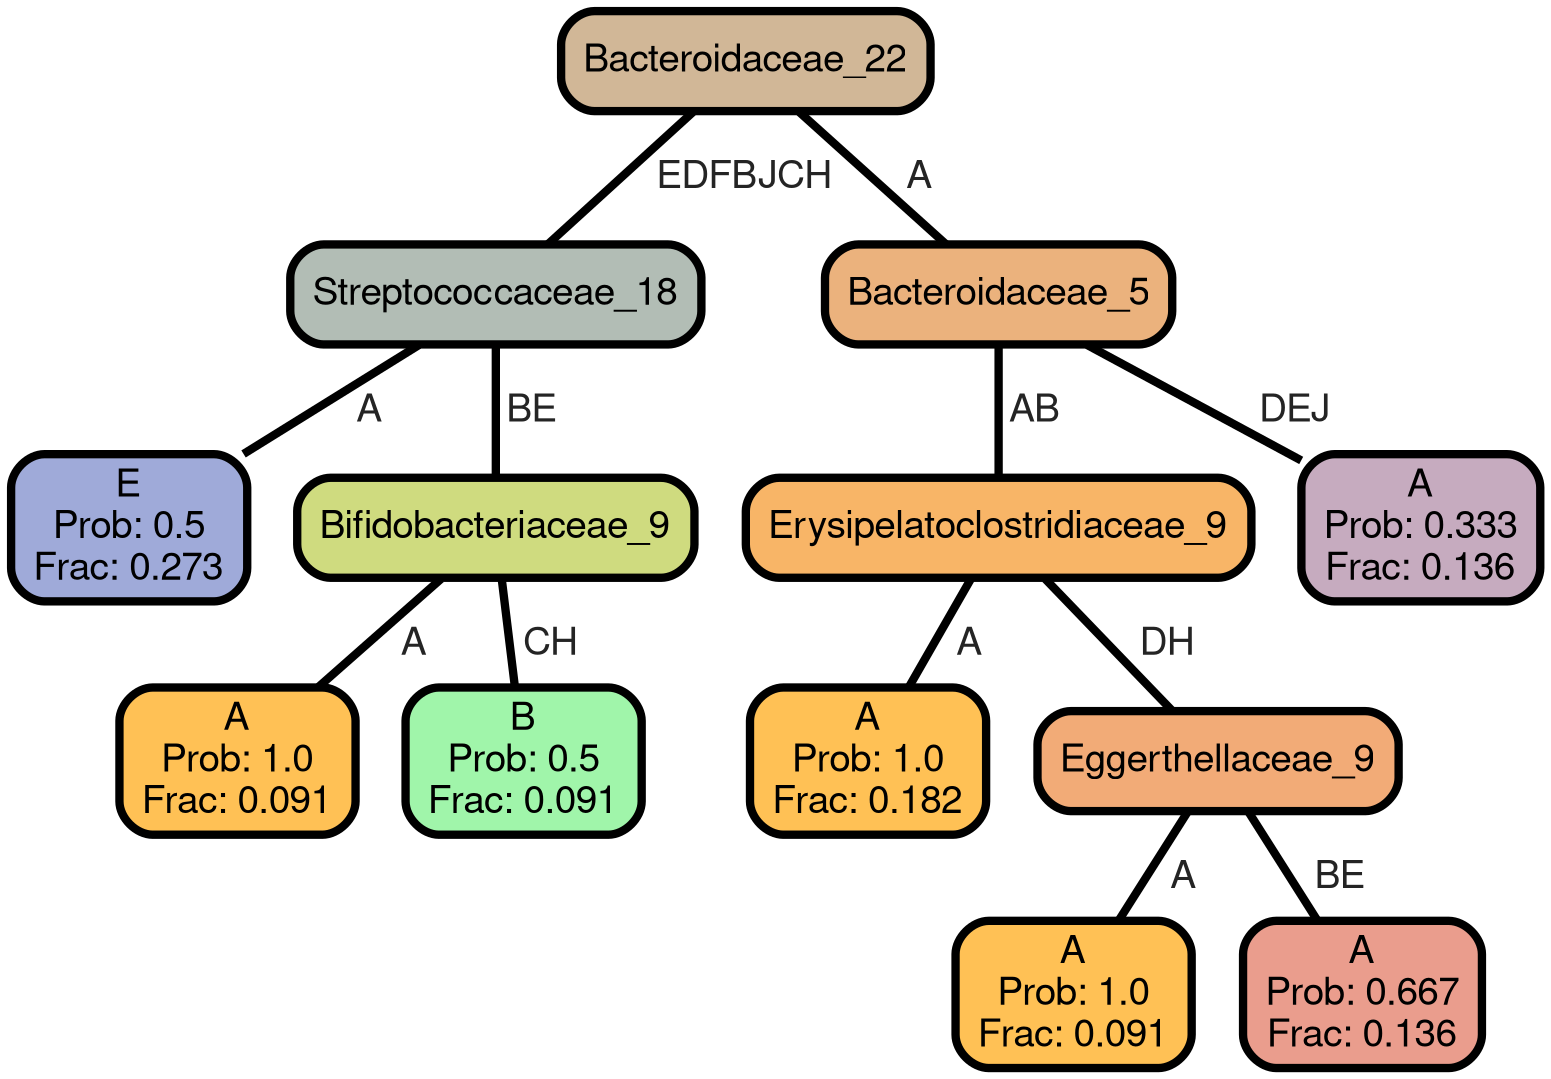 Bacteroidaceae_22
EDFBJCH
A
Streptococcaceae_18
Bacteroidaceae_5
A
BE
AB
DEJ
E
Prob: 0.5
Frac: 0.273
Bifidobacteriaceae_9
Erysipelatoclostridiaceae_9
A
Prob: 0.333
Frac: 0.136
A
CH
A
DH
A
Prob: 1.0
Frac: 0.091
B
Prob: 0.5
Frac: 0.091
A
Prob: 1.0
Frac: 0.182
Eggerthellaceae_9
A
BE
A
Prob: 1.0
Frac: 0.091
A
Prob: 0.667
Frac: 0.136